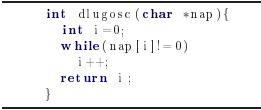 int dlugosc(char *nap){
int i=0;
while(nap[i]!=0)
i++;
return i;
}